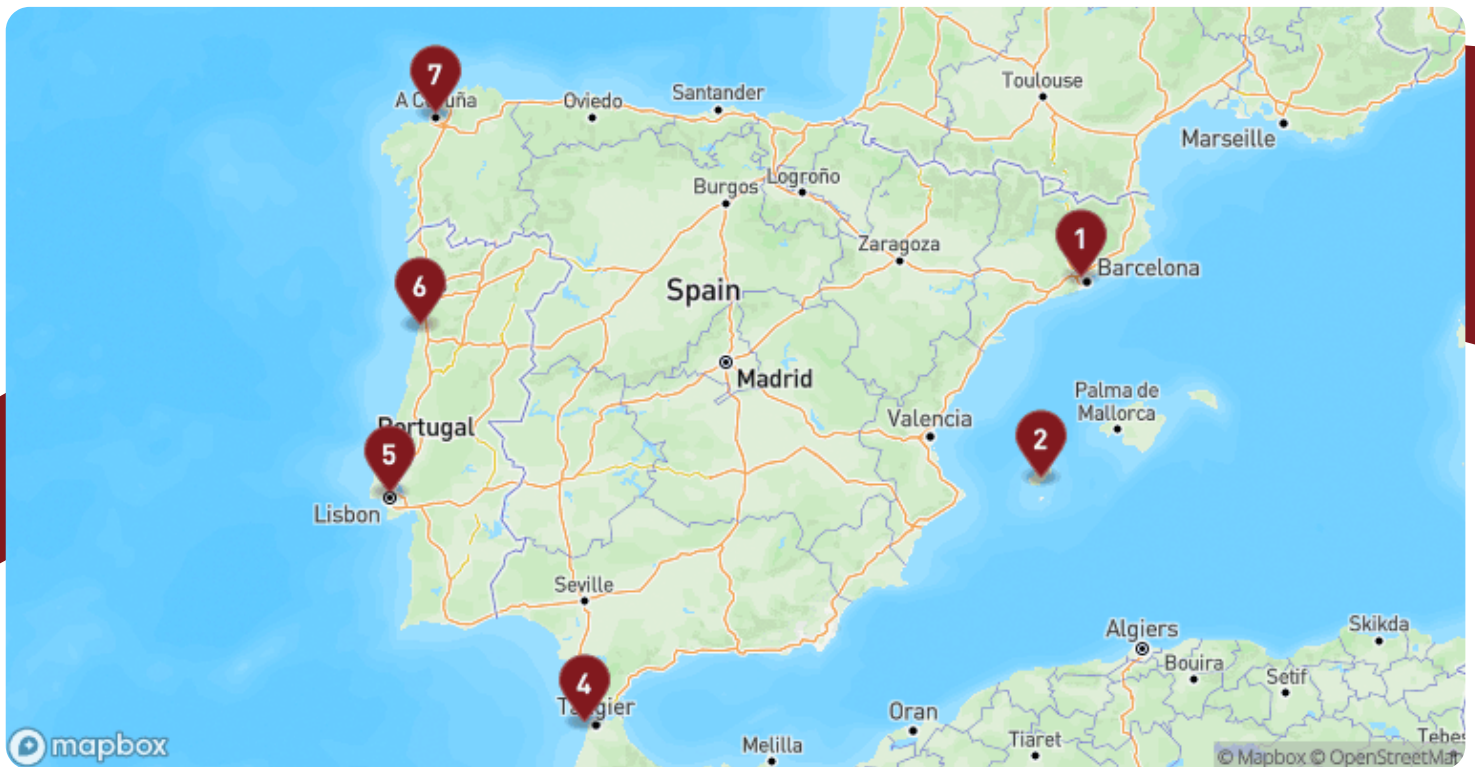 7
A Coruña
Oviedo
Santander
Toulouse
Marseille
Burgos
Logroño
Zaragoza
1
Barcelona
6
Spain
Madrid
Palma de
Mallorca
Valencia
2
Portugal
5
Lisbon
Seville
4
Tangier
Algiers
Skikda
Bouira
Setif
Oran
Tiaret
Melilla
mapbox
© Mapbox © OpenStreetMap